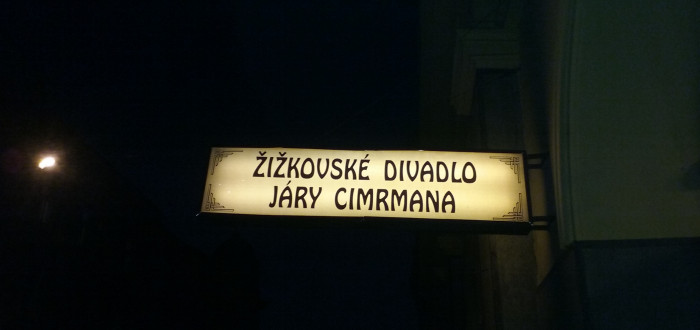 ŽIŽKOVSKÉ DIVADLO
JÁRY CIMRMANA